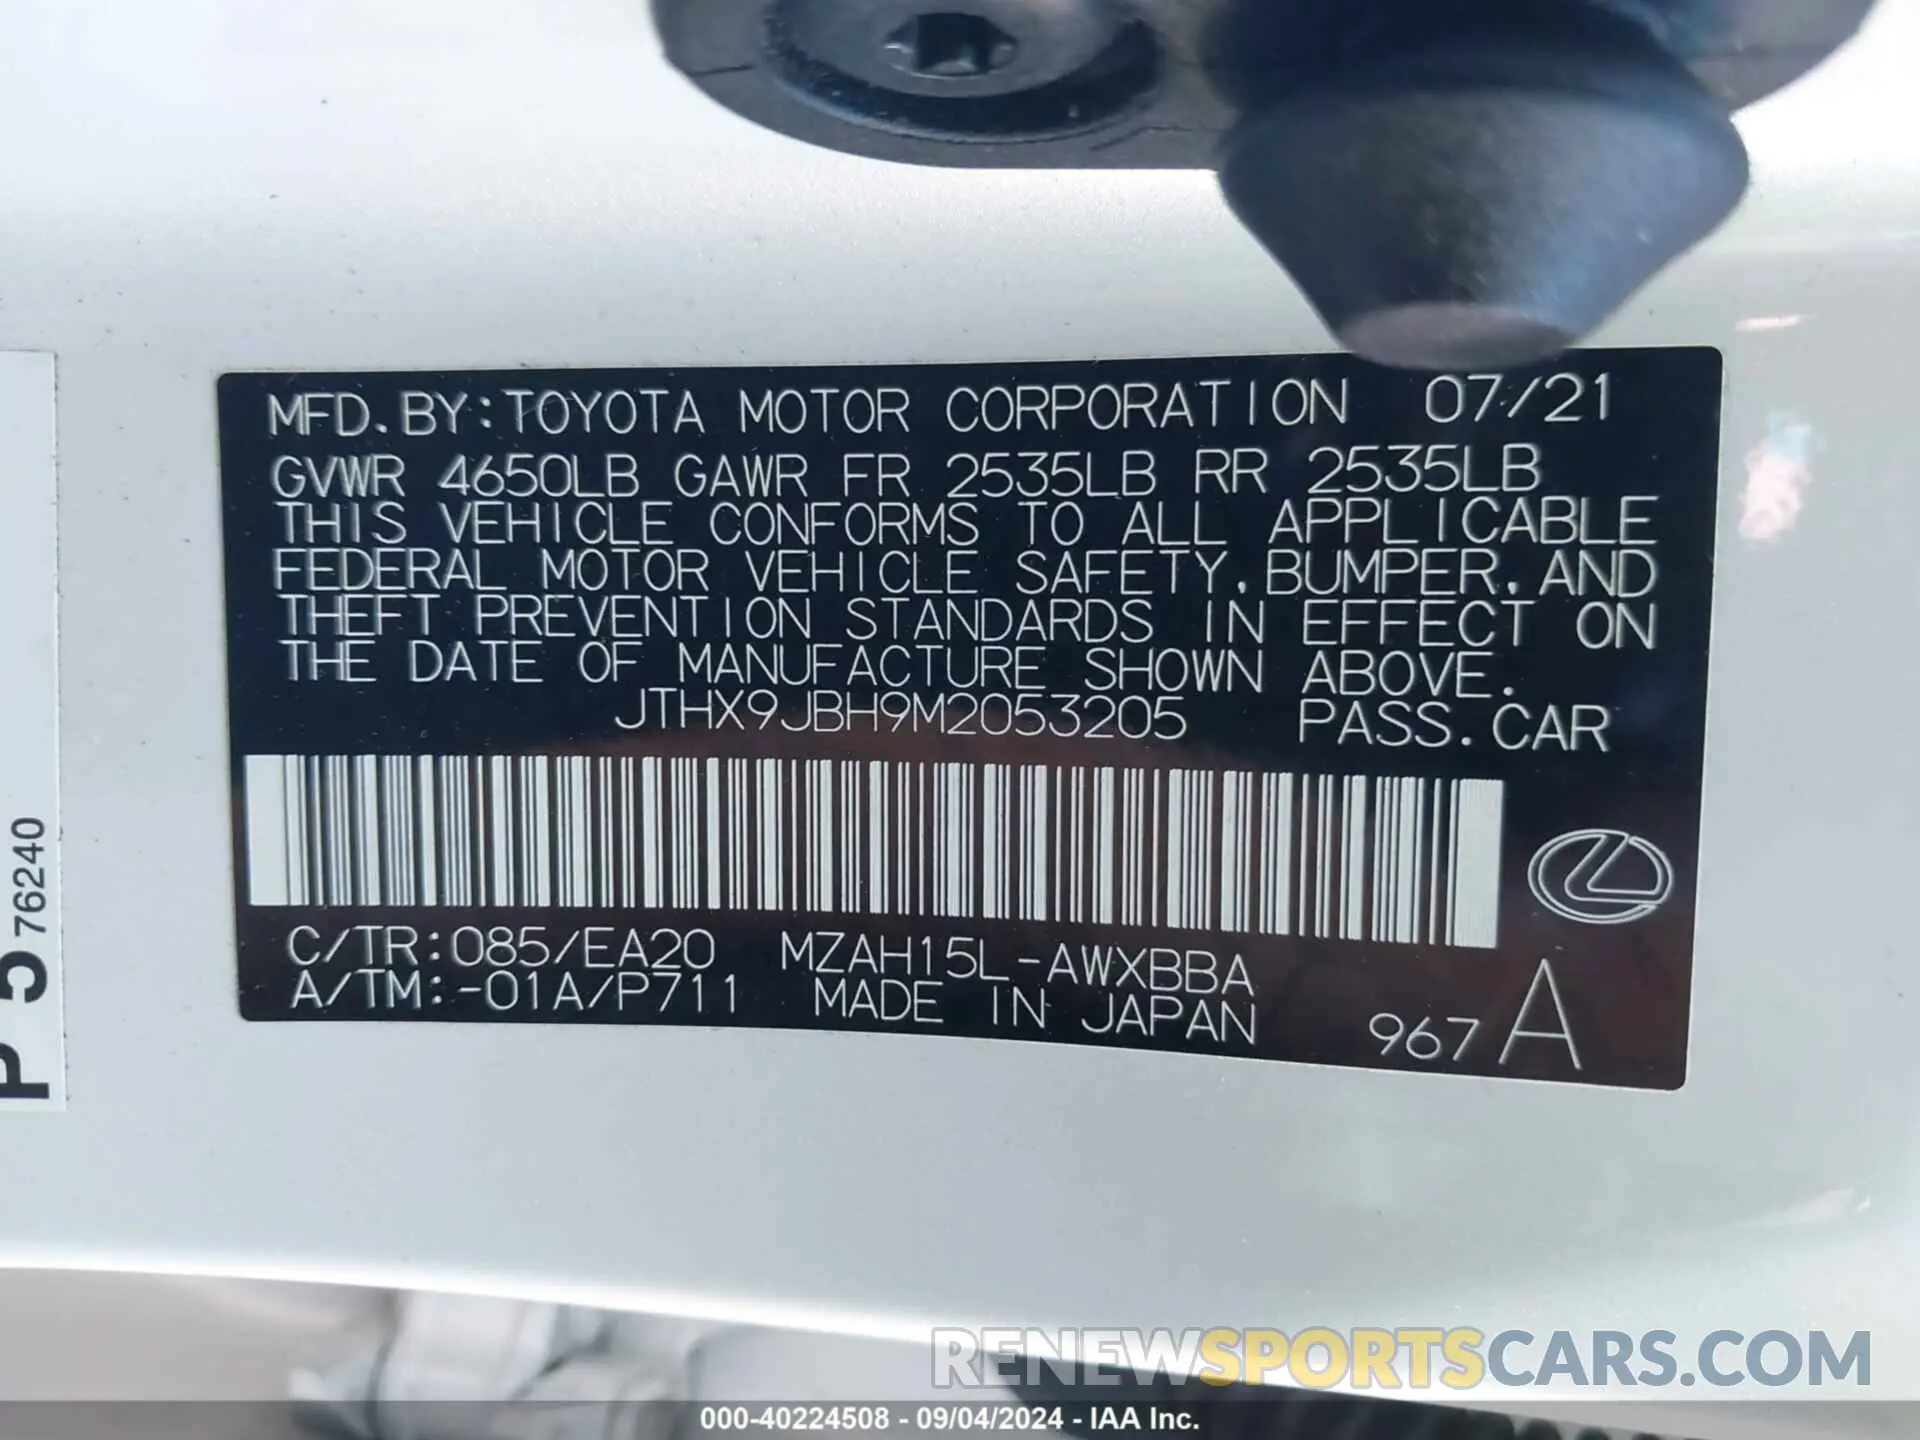 MFD.BY:TOYOTA MOTOR CORPORATION 07/21
GVWR 4650LB GAWR FR 2535LB RR 2535LB
THIS VEHICLE CONFORMS TO ALL APPLICABLE
FEDERAL MOTOR VEHICLE SAFETY,BUMPER,AND
THEFT PREVENTION STANDARDS IN EFFECT ON
THE DATE OF MANUFACTURE SHOWN ABOVE.
JTHX9JBH9M2053205 PASS.CAR
C/TR:085/EA20 MZAH15L-AWXBBA
A/TM:-01A/P711 MADE IN JAPAN 967 A
P 5 76240
RENEWSPORTSCARS.COM
000-40224508 - 09/04/2024 - IAA Inc.